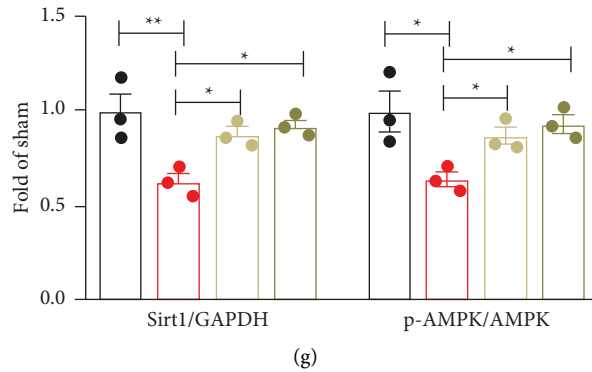 1.5
1.0
0.5
0.0
Fold of sham
**
*
*
*
*
*
Sirt1/GAPDH
p-AMPK/AMPK
(g)